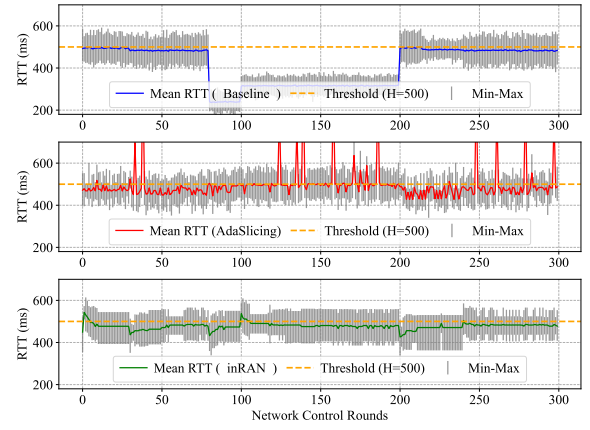 RTT (ms)
600
400
200
Mean RTT ( Baseline ) Threshold (H=500) Min-Max
0 50 100 150 200 250 300
RTT (ms)
600
400
200
Mean RTT (AdaSlicing) Threshold (H=500) Min-Max
0 50 100 150 200 250 300
RTT (ms)
600
400
200
Mean RTT ( inRAN ) Threshold (H=500) Min-Max
0 50 100 150 200 250 300
Network Control Rounds